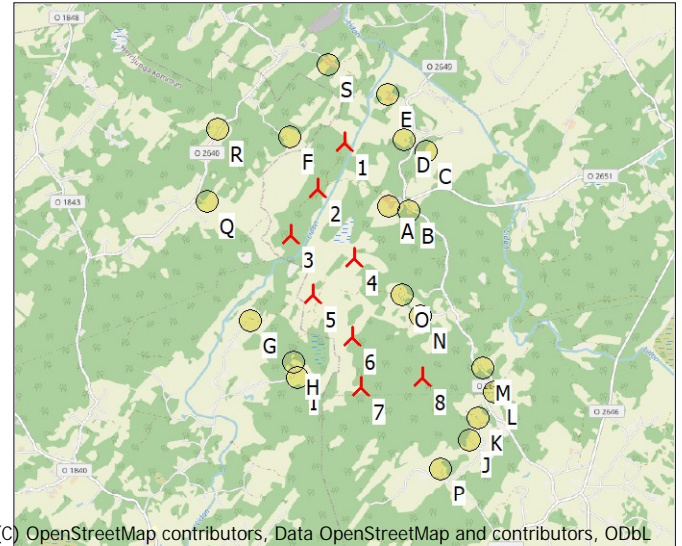 O 1848
O 2649
S
E
R
F
D
C
O 2640
1
O 2651
2
O 1843
Q
A
B
3
4
5
O
N
G
6
H
I
7
8
M
L
O 2646
K
J
O 1840
P
(C) OpenStreetMap contributors, Data OpenStreetMap and contributors, ODbL